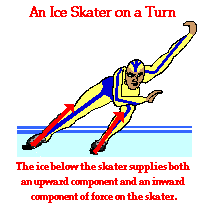 An Ice Skater on a Turn
The ice below the skater supplies both
an upward component and an inward
component of force on the skater.